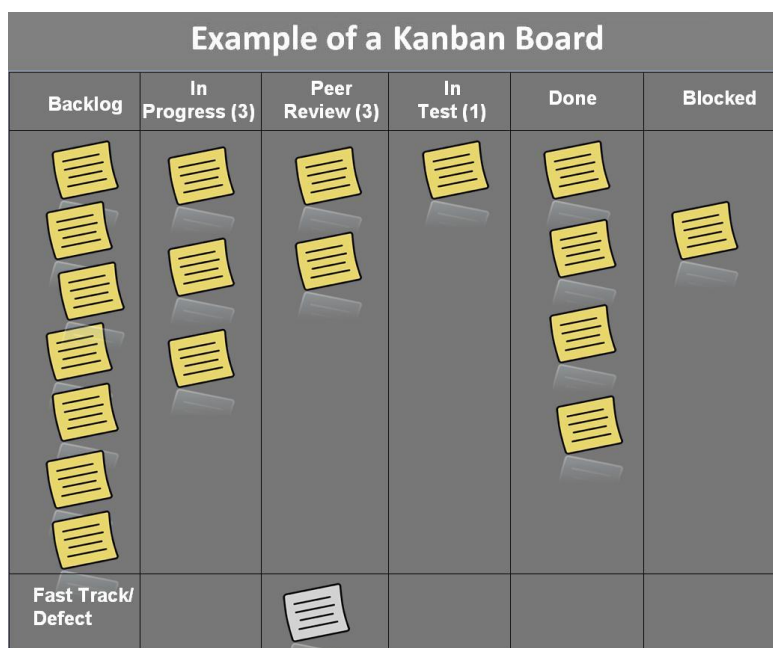 Example of a Kanban Board
Backlog
In
Progress (3)
Peer
Review (3)
In
Test (1)
Done
Blocked
Fast Track/
Defect